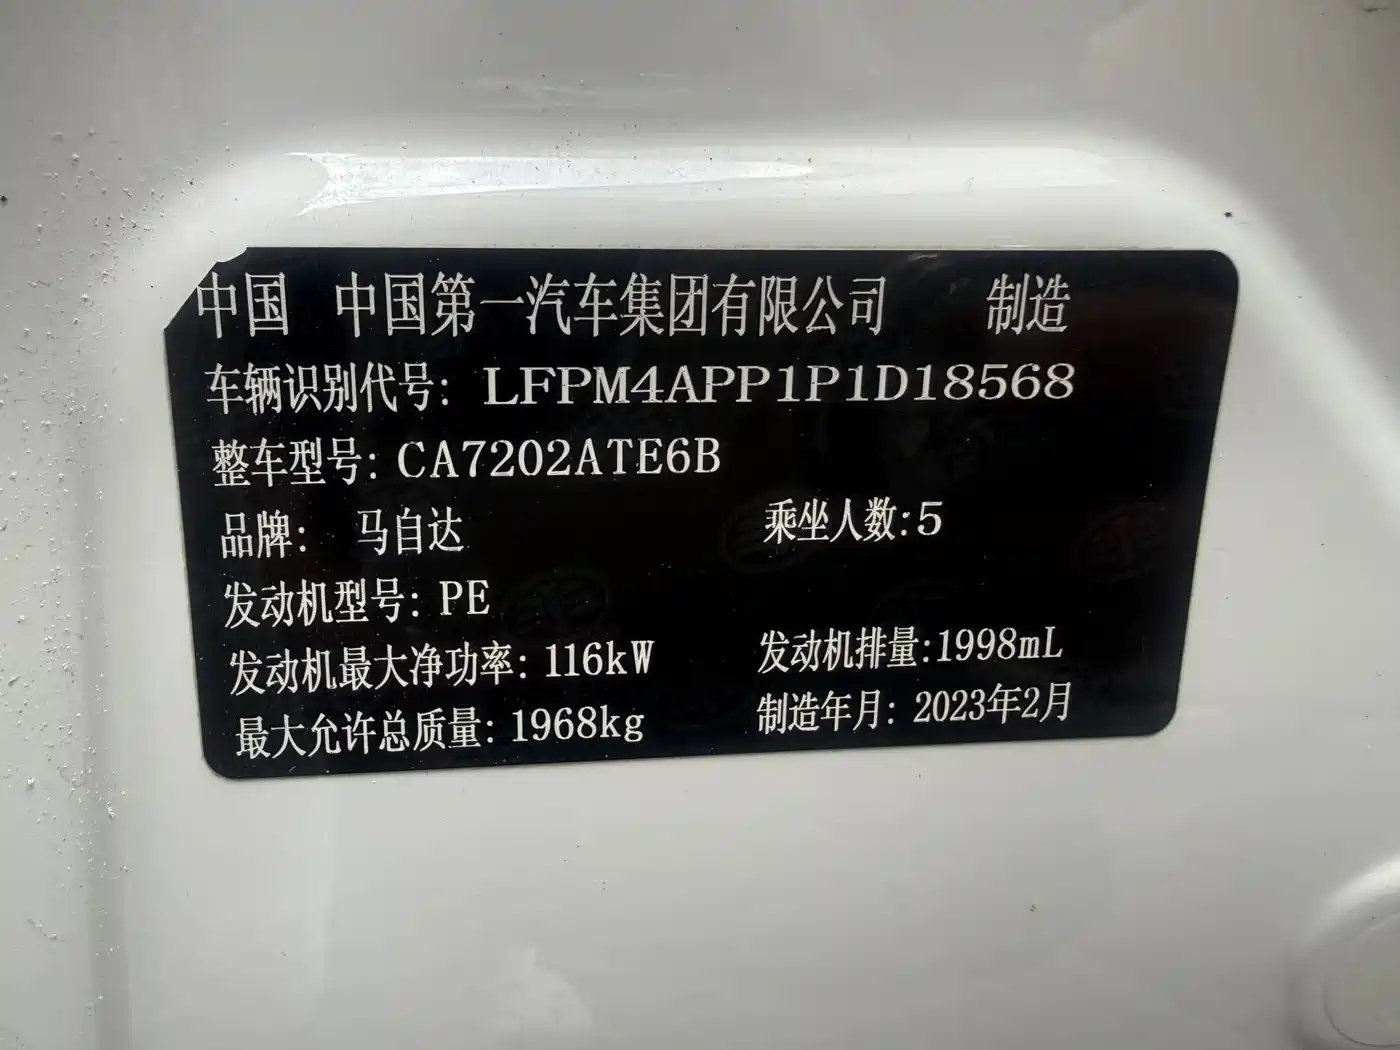 中国 中国第一汽车集团有限公司 制造
车辆识别代号: LFPM4APP1P1D18568
整车型号: CA7202ATE6B
品牌: 马自达 乘坐人数:5
发动机型号: PE
发动机最大净功率: 116kW 发动机排量:1998mL
最大允许总质量: 1968kg 制造年月: 2023年2月